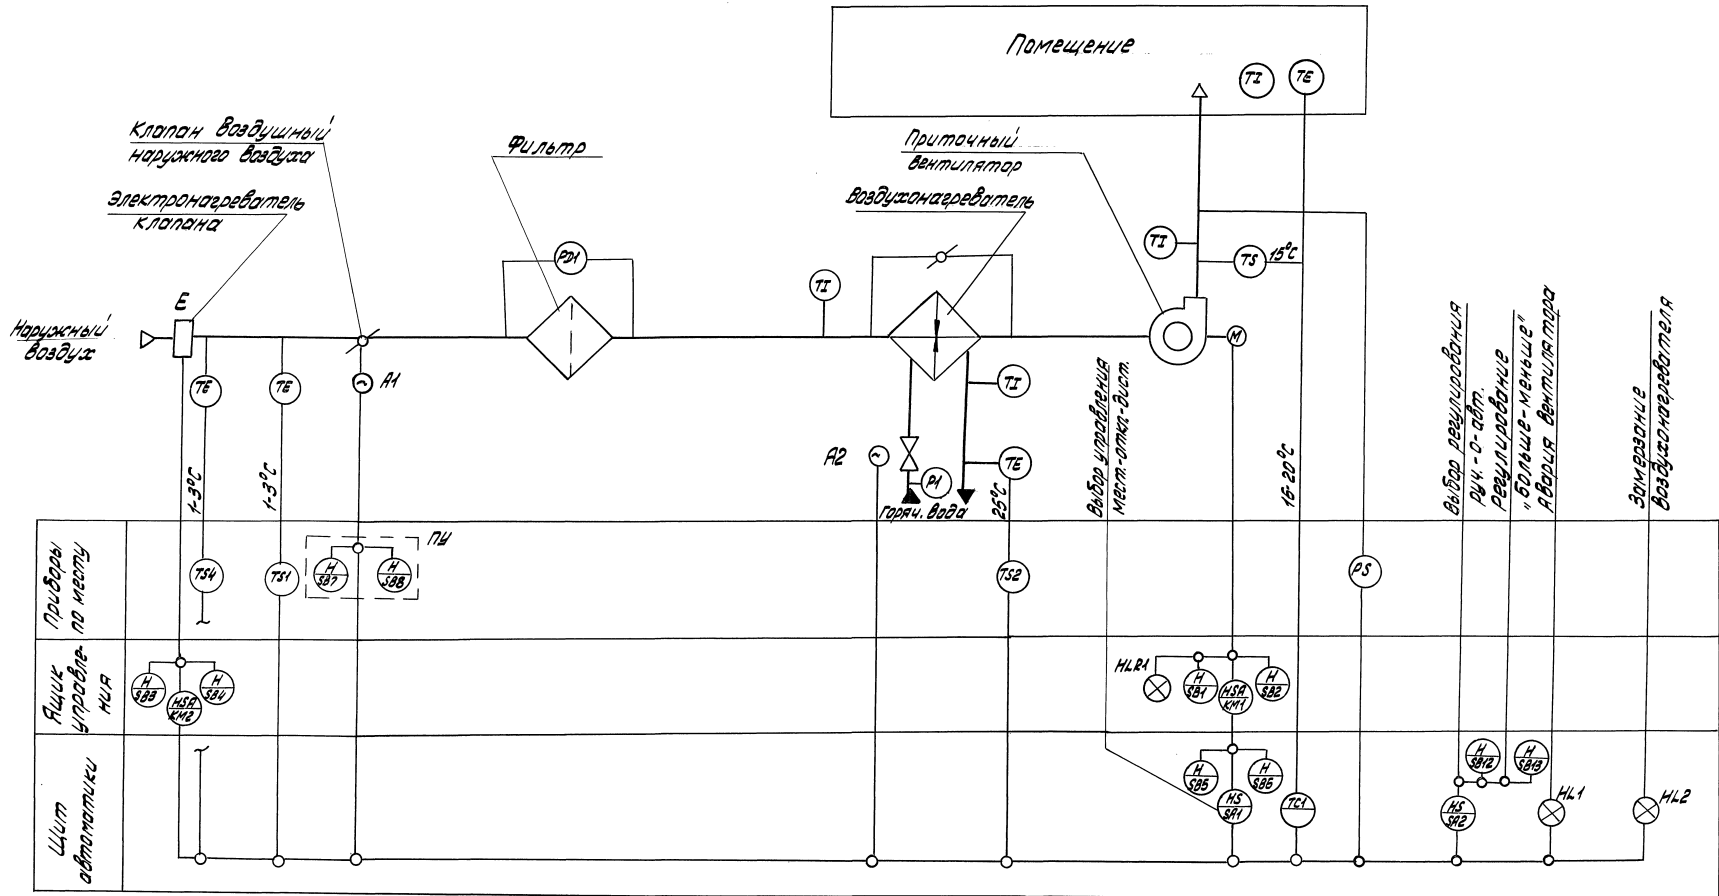 Помещение
TI
TE
Клапан воздушный
наружного воздуха
Фильтр
Приточный
вентилятор
Электронагреватель
клапана
Воздухонагреватель
PD1
TI
TI
TS
15°C
E
Наружный
воздух
M
TE
TE
A1
TI
A2
TE
P1
Горяч. вода
1-3°C
1-3°C
25°C
Выбор управления
мест.-откл-дист.
16-20°C
Выбор регулирования
руч.-о-авт.
Регулирование
"больше-меньше"
Авария вентилятора
Замерзание
воздухонагревателя
Приборы
по месту
TS4
TS1
ПУ
H
SB7
H
SB8
TS2
PS
Ящик
управле-
ния
H
SB3
HSA
KM2
H
SB4
HLR1
H
SB1
HSA
KM1
H
SB2
Щит
автоматики
H
SB5
HS
SA1
H
SB6
TC1
H
SB12
H
SB13
HS
SA2
HL1
HL2